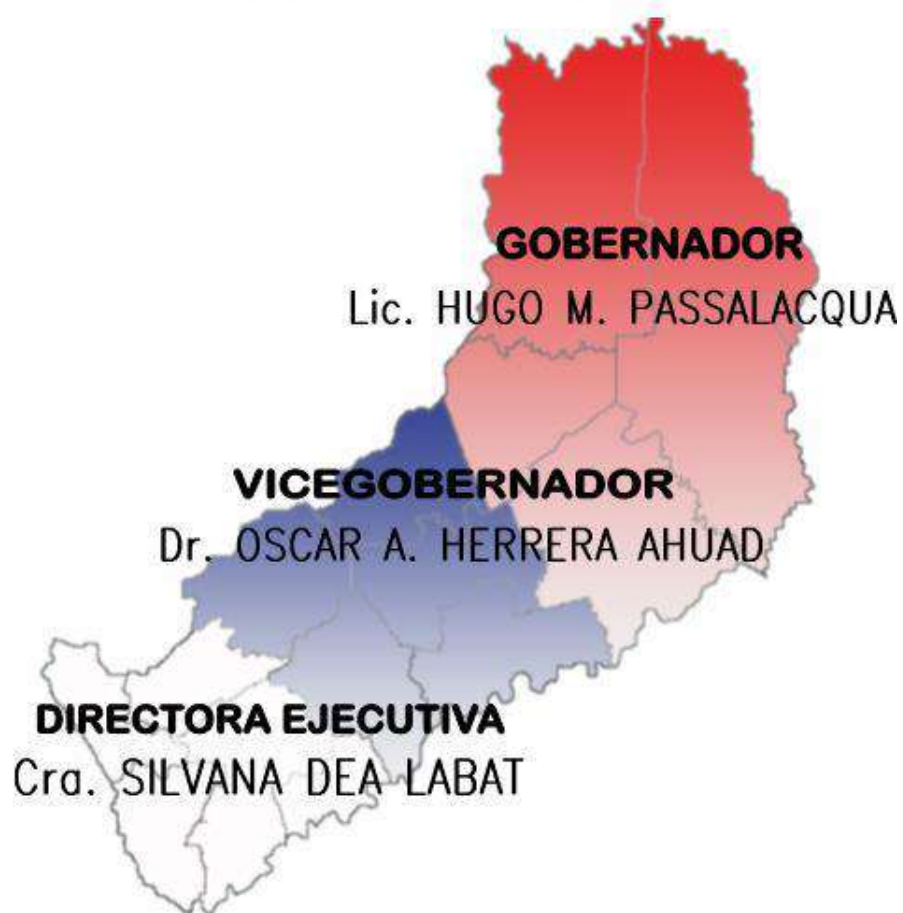 GOBERNADOR
Lic. HUGO M. PASSALACQUA
VICEGOBERNADOR
Dr. OSCAR A. HERRERA AHUAD
DIRECTORA EJECUTIVA
Cra. SILVANA DEA LABAT